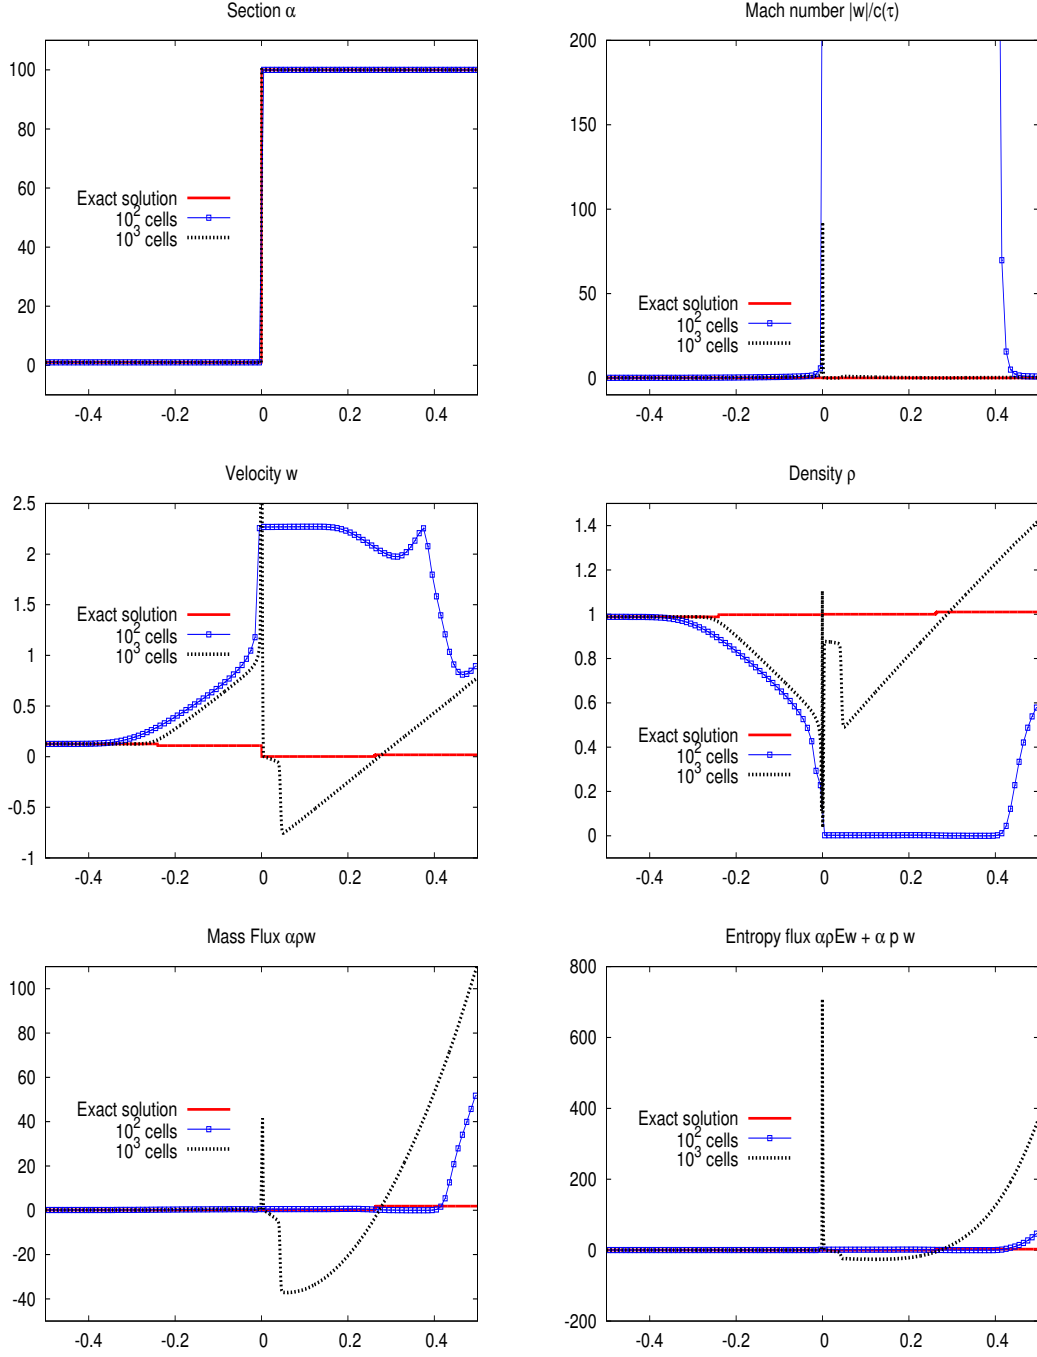 Section α
100
80
60
40
20
0
-0.4
-0.2
0
0.2
0.4
Exact solution
10^2 cells
10^3 cells
Mach number |w|/c(τ)
200
150
100
50
0
-0.4
-0.2
0
0.2
0.4
Exact solution
10^2 cells
10^3 cells
Velocity w
2.5
2
1.5
1
0.5
0
-0.5
-1
-0.4
-0.2
0
0.2
0.4
Exact solution
10^2 cells
10^3 cells
Density ρ
1.4
1.2
1
0.8
0.6
0.4
0.2
0
-0.4
-0.2
0
0.2
0.4
Exact solution
10^2 cells
10^3 cells
Mass Flux αρw
100
80
60
40
20
0
-20
-40
-0.4
-0.2
0
0.2
0.4
Exact solution
10^2 cells
10^3 cells
Entropy flux αρEw + α p w
800
600
400
200
0
-200
-0.4
-0.2
0
0.2
0.4
Exact solution
10^2 cells
10^3 cells